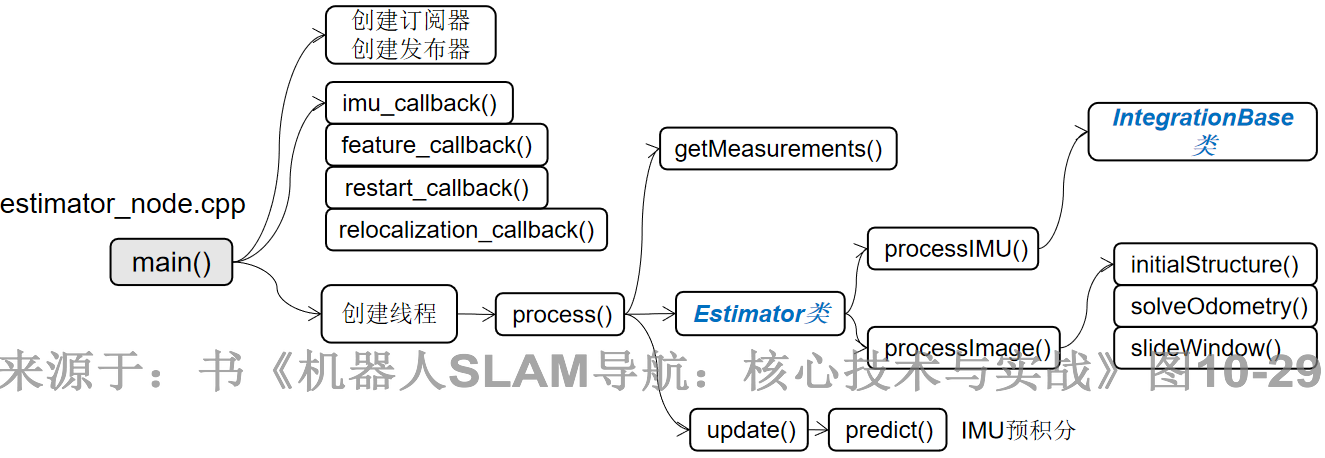 创建订阅器
创建发布器
imu_callback()
feature_callback()
restart_callback()
relocalization_callback()
estimator_node.cpp
main()
创建线程
process()
getMeasurements()
Estimator类
processIMU()
IntegrationBase
类
processImage()
initialStructure()
solveOdometry()
slideWindow()
update()
predict()
IMU预积分
来源于：书《机器人SLAM导航：核心技术与实战》图10-29